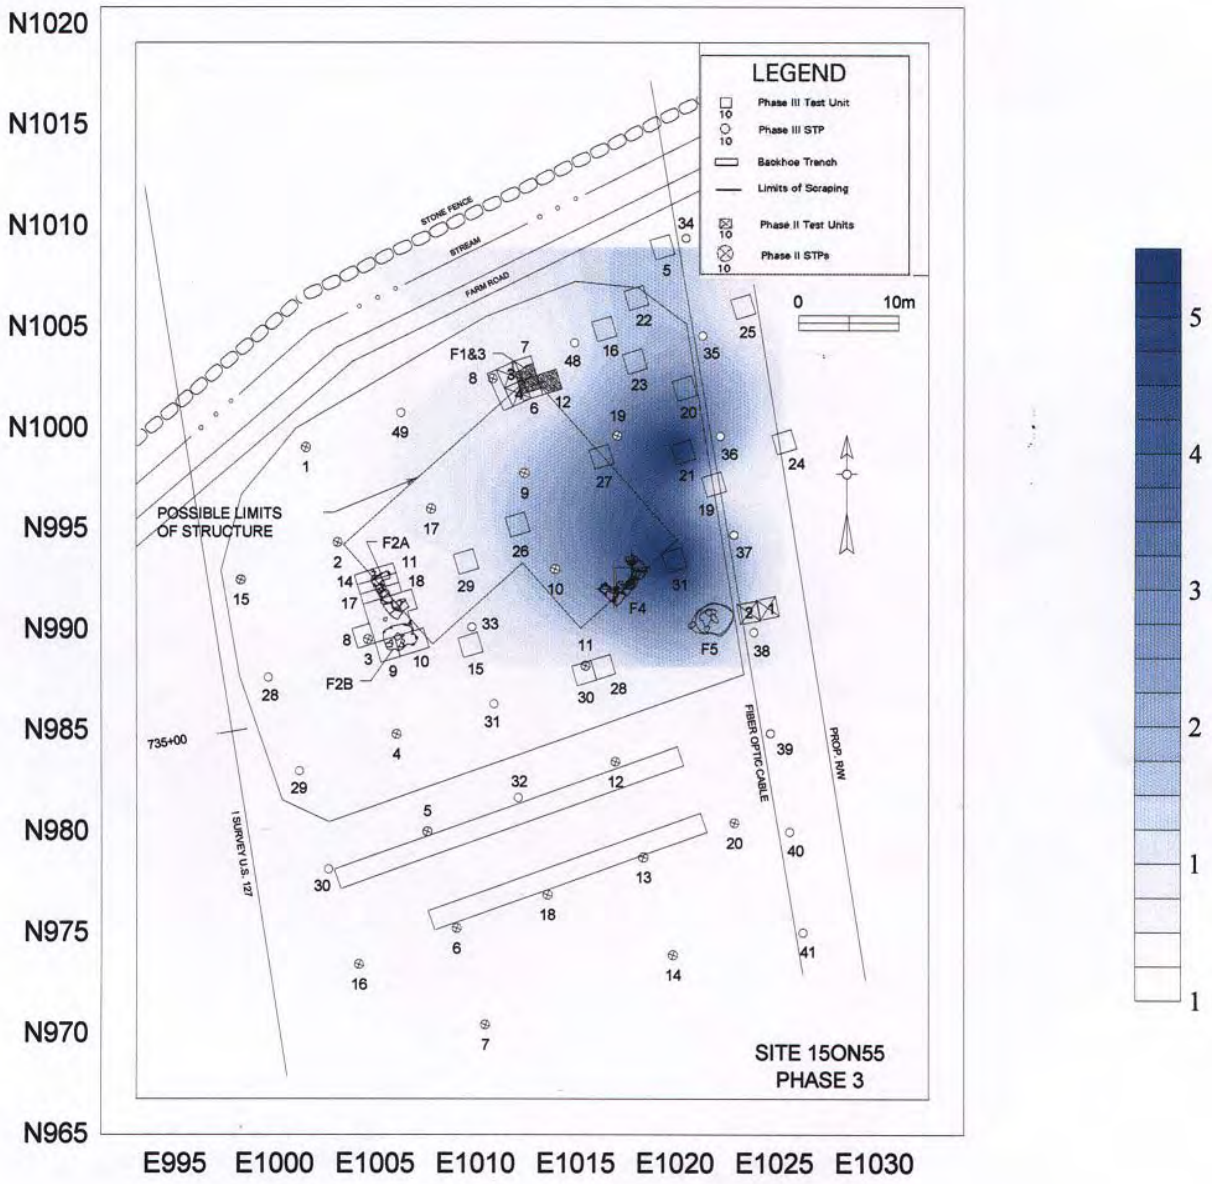 N1020
N1015
N1010
N1005
N1000
N995
N990
N985
N980
N975
N970
N965
E995 E1000 E1005 E1010 E1015 E1020 E1025 E1030
LEGEND
10 Phase III Test Unit
10 Phase III STP
Backhoe Trench
Limits of Scraping
10 Phase II Test Units
10 Phase II STPs
0 10m
STONE FENCE
STREAM
FARM ROAD
34
5
22
25
16
35
F1&3
7
48
8
3
23
4
6
12
20
19
49
1
36
24
21
27
9
19
POSSIBLE LIMITS
OF STRUCTURE
17
26
2
F2A
37
11
14
18
29
10
31
15
17
F4
2 1
33
8
11
F5
38
3
10
15
9
F2B
30
28
28
31
735+00
4
39
FIBER OPTIC CABLE
PROP. R/W
29
32
12
5
! SURVEY U.S. 127
20
40
30
13
18
6
41
16
14
7
SITE 15ON55
PHASE 3
5
4
3
2
1
1